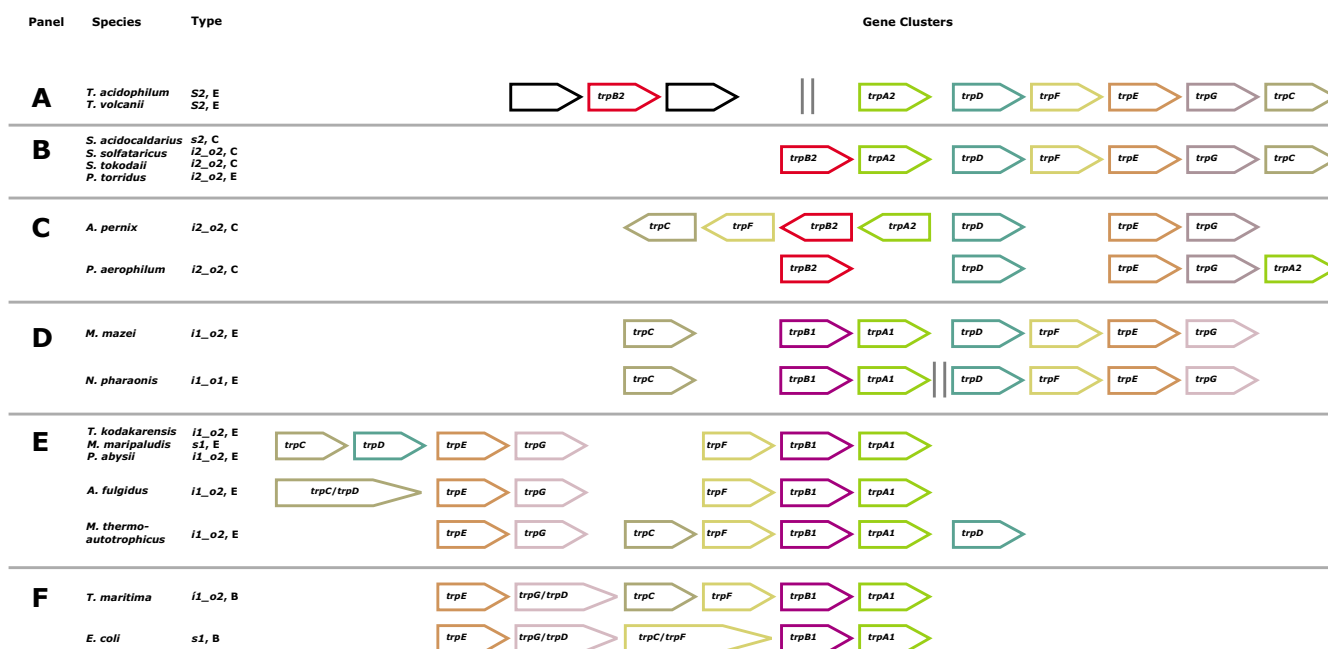 Panel Species Type Gene Clusters
A
T. acidophilum S2, E
T. volcanii S2, E
trpB2 trpA2 trpD trpF trpE trpG trpC
B
S. acidocaldarius s2, C
S. solfataricus i2_o2, C
S. tokodaii i2_o2, C
P. torridus i2_o2, E
trpB2 trpA2 trpD trpF trpE trpG trpC
C
A. pernix i2_o2, C
trpC trpF trpB2 trpA2 trpD trpE trpG
P. aerophilum i2_o2, C
trpB2 trpD trpE trpG trpA2
D
M. mazei i1_o2, E
trpC trpB1 trpA1 trpD trpF trpE trpG
N. pharaonis i1_o1, E
trpC trpB1 trpA1 trpD trpF trpE trpG
E
T. kodakarensis i1_o2, E
M. maripaludis s1, E
P. abysii i1_o2, E
trpC trpD trpE trpG trpF trpB1 trpA1
A. fulgidus i1_o2, E
trpC/trpD trpE trpG trpF trpB1 trpA1
M. thermo-
autotrophicus i1_o2, E
trpE trpG trpC trpF trpB1 trpA1 trpD
F
T. maritima i1_o2, B
trpE trpG/trpD trpC trpF trpB1 trpA1
E. coli s1, B
trpE trpG/trpD trpC/trpF trpB1 trpA1